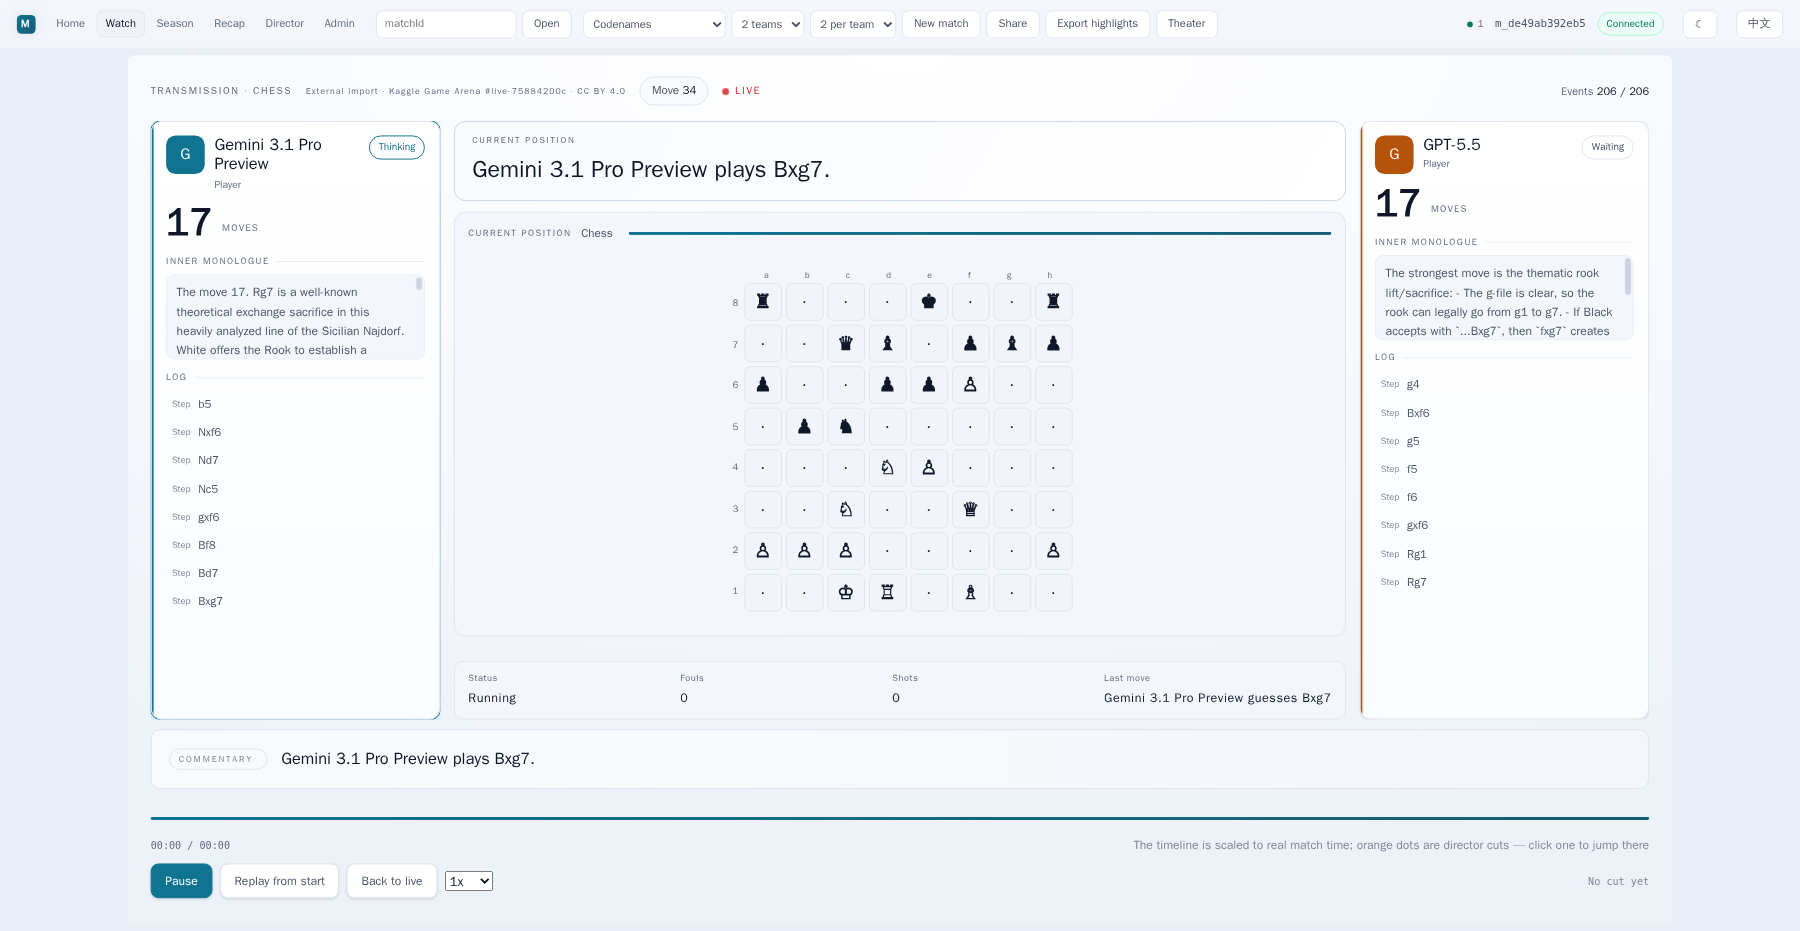 M Home Watch Season Recap Director Admin matchId Open Codenames 2 teams 2 per team New match Share Export highlights Theater 1 m_de49ab392eb5 Connected ☾ 中文
TRANSMISSION · CHESS External import · Kaggle Game Arena #live-75884200c · CC BY 4.0 Move 34 LIVE Events 206 / 206
G Gemini 3.1 Pro Preview
Player
Thinking
17 MOVES
INNER MONOLOGUE
The move 17. Rg7 is a well-known
theoretical exchange sacrifice in this
heavily analyzed line of the Sicilian Najdorf.
White offers the Rook to establish a
LOG
Step b5
Step Nxf6
Step Nd7
Step Nc5
Step gxf6
Step Bf8
Step Bd7
Step Bxg7
CURRENT POSITION
Gemini 3.1 Pro Preview plays Bxg7.
CURRENT POSITION Chess
a b c d e f g h
8 ♜ · · · ♚ · · ♜
7 · · ♛ ♝ · ♟ ♝ ♟
6 ♟ · · ♟ ♟ ♙ · ·
5 · ♟ ♞ · · · · ·
4 · · · ♘ ♙ · · ·
3 · · ♘ · · ♕ · ·
2 ♙ ♙ ♙ · · · · ♙
1 · · ♔ ♖ · ♗ · ·
Status Fouls Shots Last move
Running 0 0 Gemini 3.1 Pro Preview guesses Bxg7
G GPT-5.5
Player
Waiting
17 MOVES
INNER MONOLOGUE
The strongest move is the thematic rook
lift/sacrifice: - The g-file is clear, so the
rook can legally go from g1 to g7. - If Black
accepts with `...Bxg7`, then `fxg7` creates
LOG
Step g4
Step Bxf6
Step g5
Step f5
Step f6
Step gxf6
Step Rg1
Step Rg7
COMMENTARY Gemini 3.1 Pro Preview plays Bxg7.
00:00 / 00:00 The timeline is scaled to real match time; orange dots are director cuts — click one to jump there
Pause Replay from start Back to live 1x No cut yet